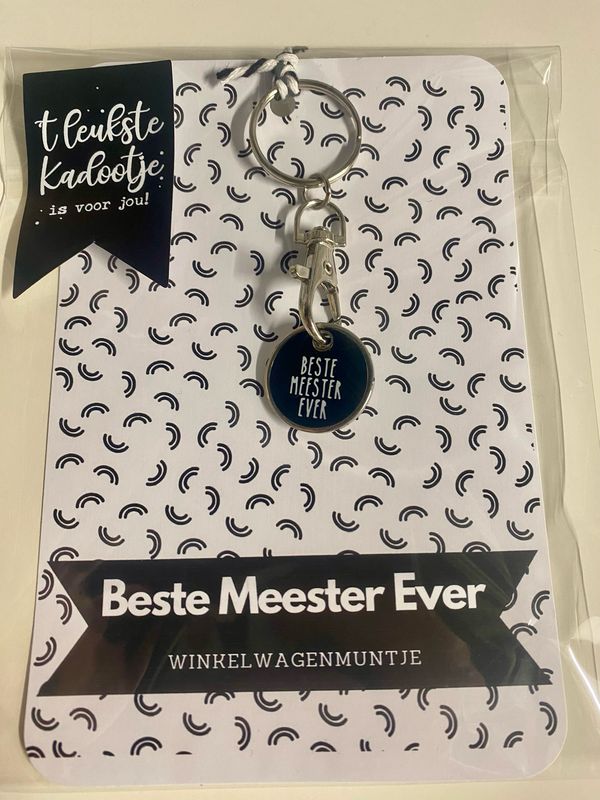 't leukste
kadootje
is voor jou!
BESTE
MEESTER
EVER
Beste Meester Ever
WINKELWAGENMUNTJE